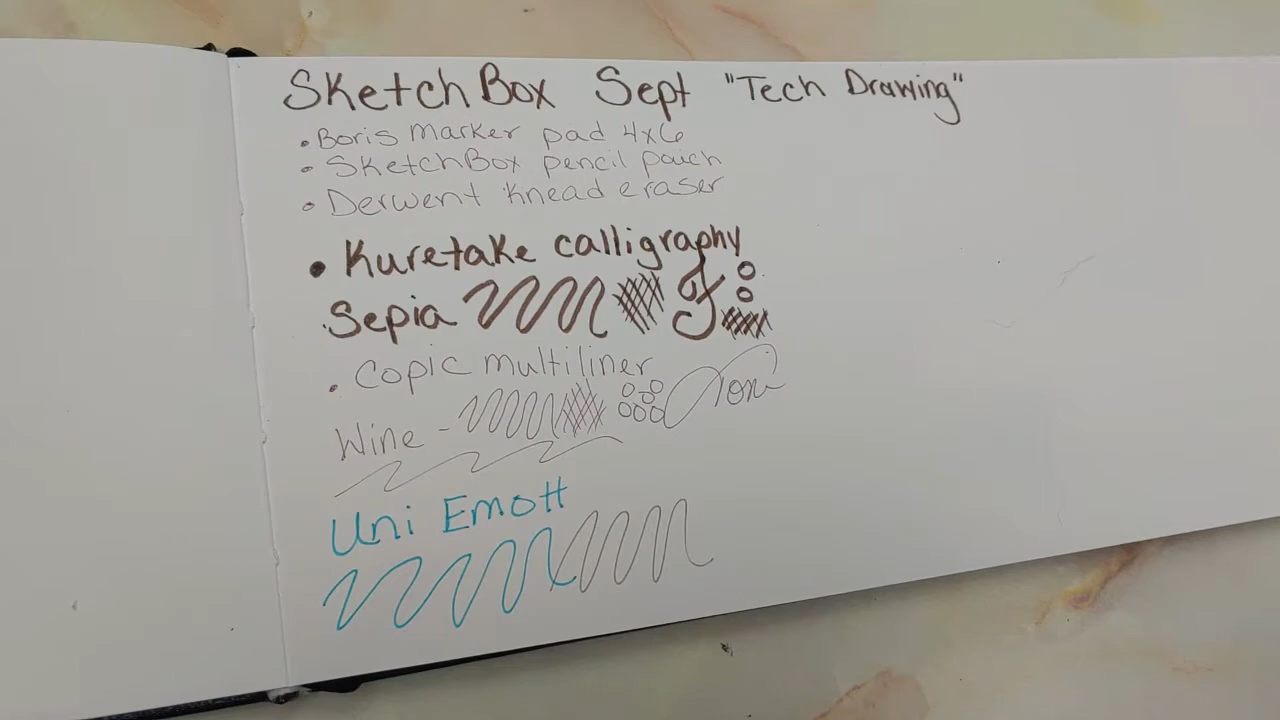 SketchBox Sept "Tech Drawing"
• Boris Marker pad 4x6
• SketchBox pencil pouch
• Derwent Knead eraser
• Kuretake calligraphy
Sepia
• Copic multiliner
Wine -
Uni Emott